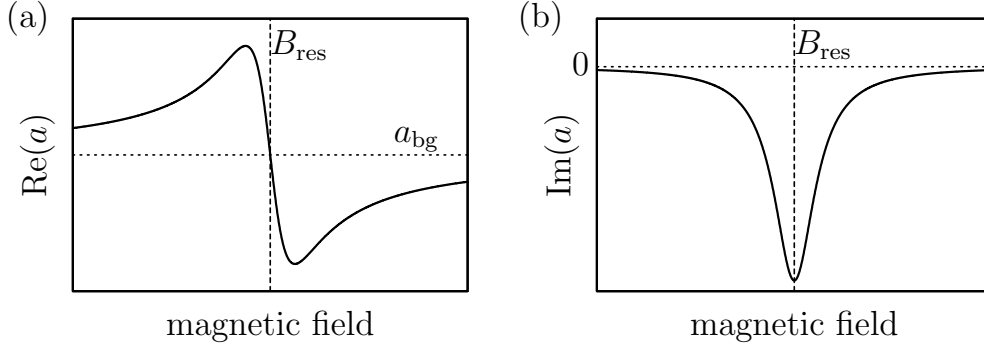 (a)
B_res
a_bg
Re(a)
magnetic field
(b)
B_res
0
Im(a)
magnetic field